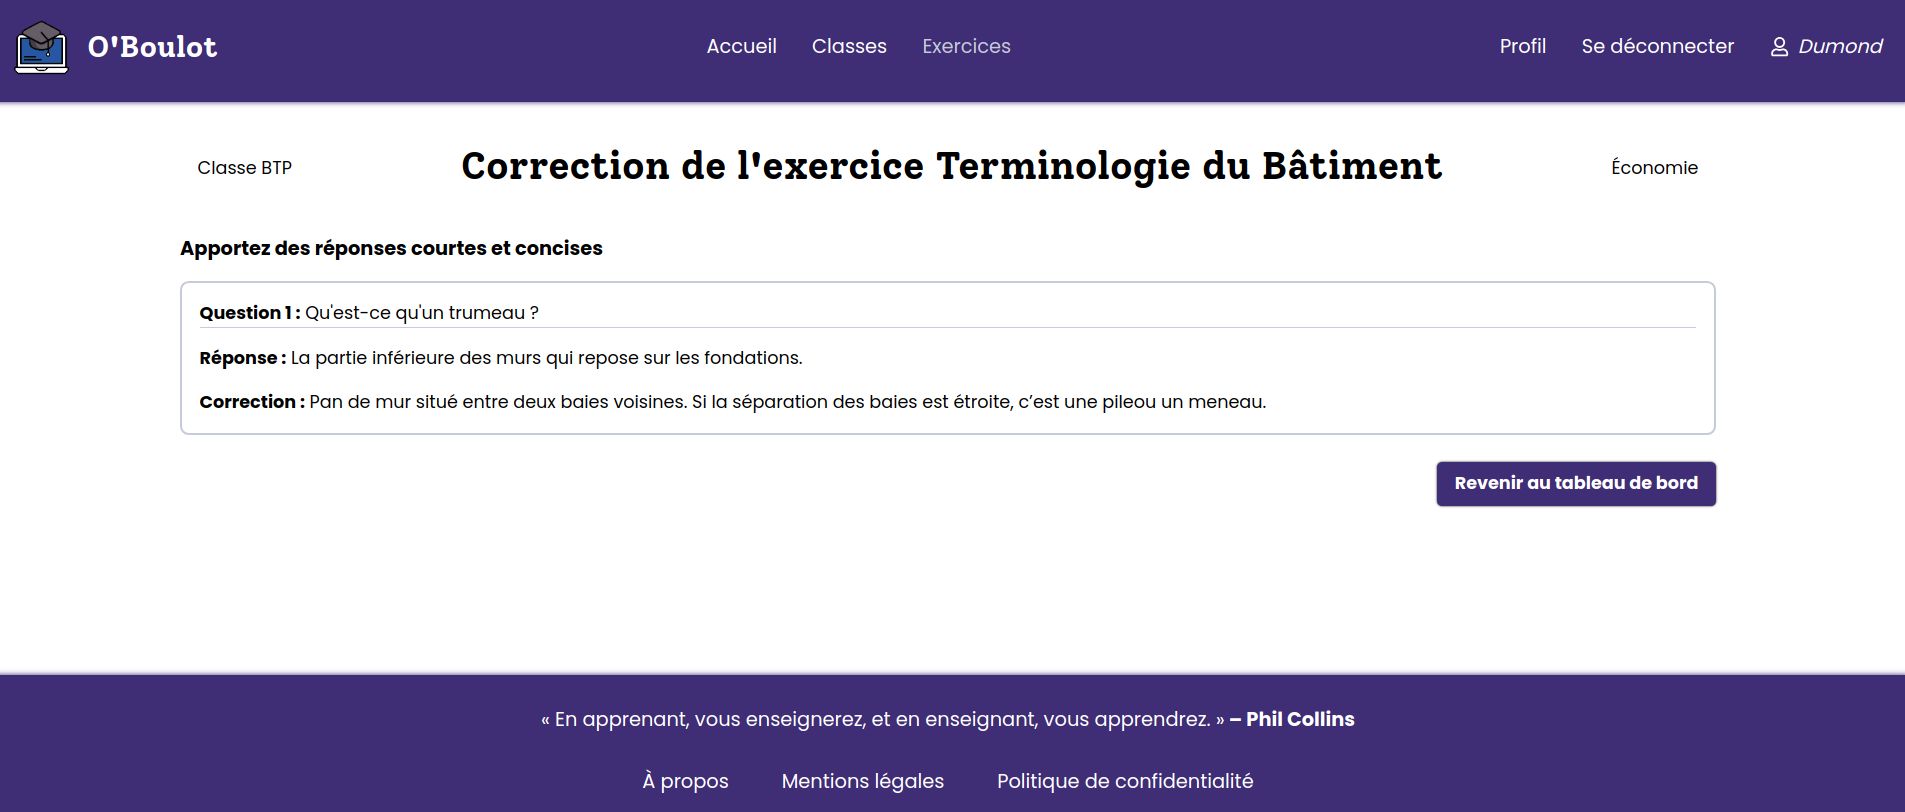 O'Boulot
Accueil Classes Exercices
Profil Se déconnecter Dumond
Classe BTP
Correction de l'exercice Terminologie du Bâtiment
Économie
Apportez des réponses courtes et concises
Question 1 : Qu'est-ce qu'un trumeau ?
Réponse : La partie inférieure des murs qui repose sur les fondations.
Correction : Pan de mur situé entre deux baies voisines. Si la séparation des baies est étroite, c’est une pileou un meneau.
Revenir au tableau de bord
« En apprenant, vous enseignerez, et en enseignant, vous apprendrez. » – Phil Collins
À propos Mentions légales Politique de confidentialité